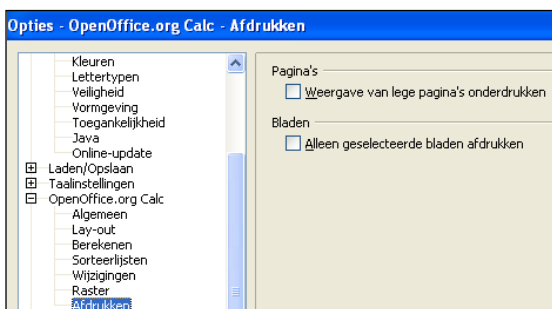 Opties - OpenOffice.org Calc - Afdrukken
Kleuren
Lettertypen
Veiligheid
Vormgeving
Toegankelijkheid
Java
Online-update
Laden/Opslaan
Taalinstellingen
OpenOffice.org Calc
Algemeen
Lay-out
Berekenen
Sorteerlijsten
Wijzigingen
Raster
Afdrukken
Pagina's
Weergave van lege pagina's onderdrukken
Bladen
Alleen geselecteerde bladen afdrukken